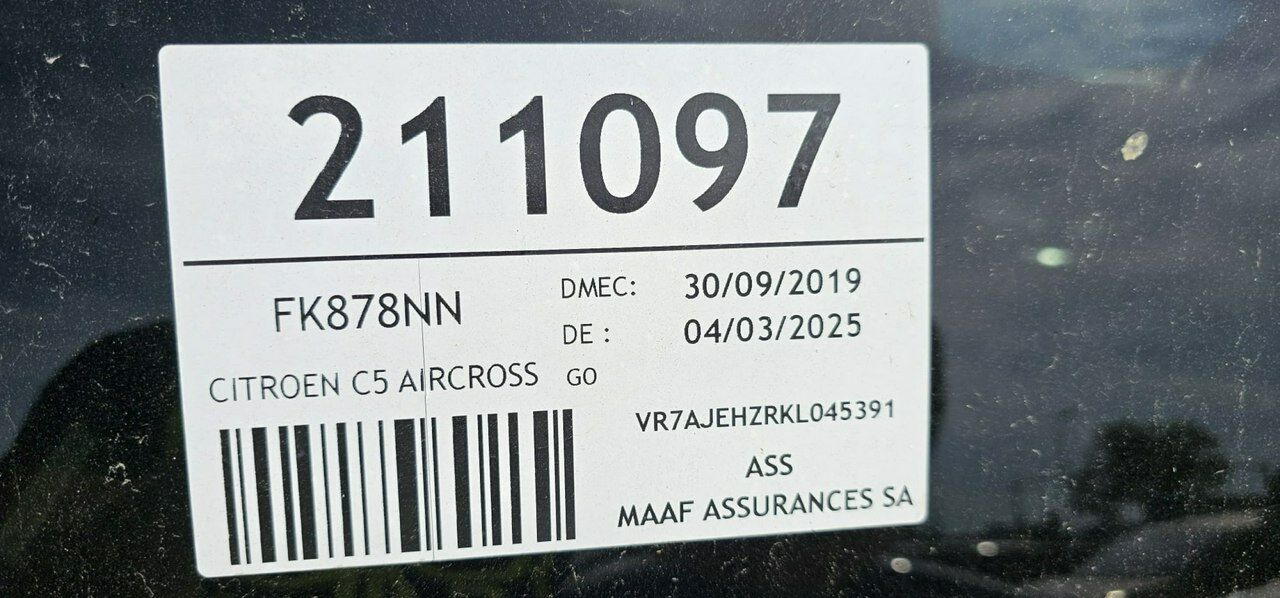 211097
FK878NN
DMEC: 30/09/2019
DE : 04/03/2025
CITROEN C5 AIRCROSS GO
VR7AJEHZRKL045391
ASS
MAAF ASSURANCES SA